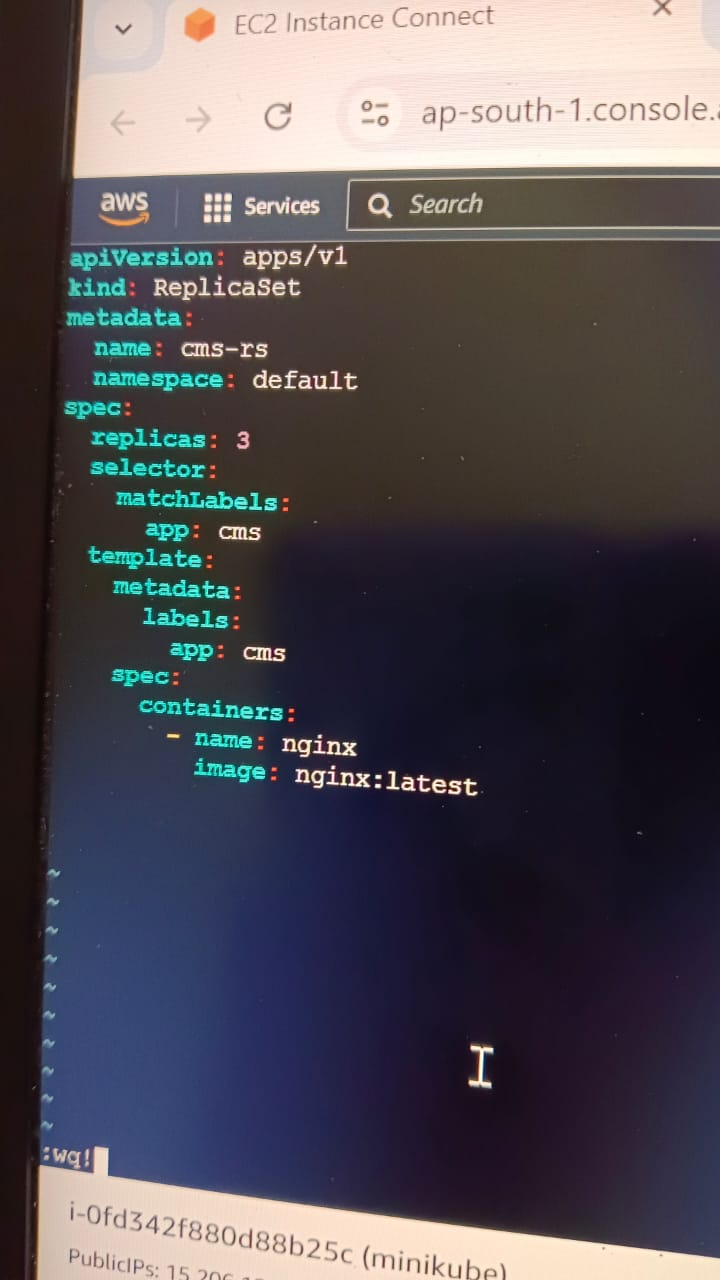 EC2 Instance Connect
ap-south-1.console.
aws Services Search
apiVersion: apps/v1
kind: ReplicaSet
metadata:
  name: cms-rs
  namespace: default
spec:
  replicas: 3
  selector:
    matchLabels:
      app: cms
  template:
    metadata:
      labels:
        app: cms
    spec:
      containers:
        - name: nginx
          image: nginx:latest
~
~
~
~
~
~
~
~
~
~
:wq!
i-0fd342f880d88b25c (minikube)
PublicIPs: 15.206